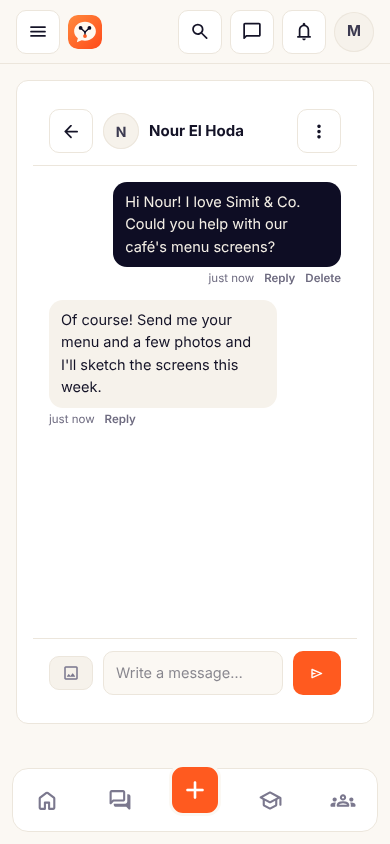 M
N
Nour El Hoda
Hi Nour! I love Simit & Co.
Could you help with our
café's menu screens?
just now Reply Delete
Of course! Send me your
menu and a few photos and
I'll sketch the screens this
week.
just now Reply
Write a message...